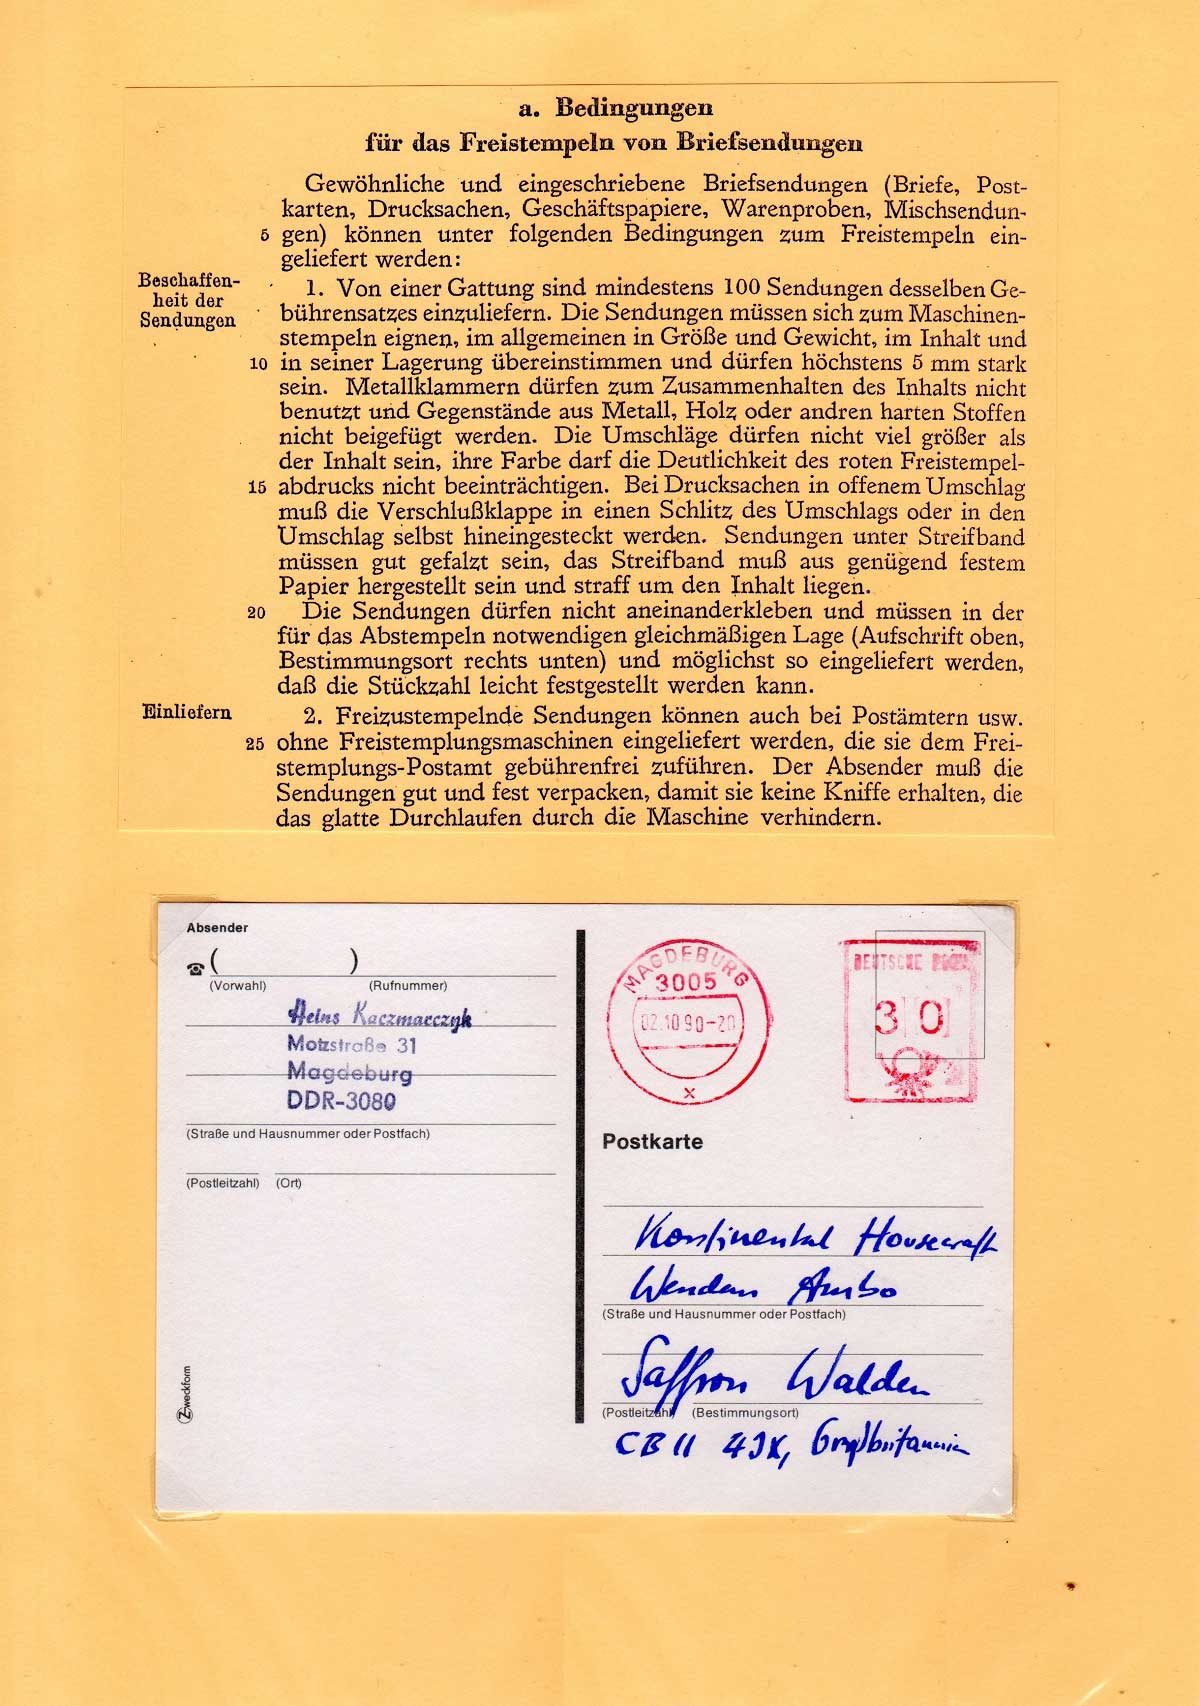 a. Bedingungen
für das Freistempeln von Briefsendungen
Gewöhnliche und eingeschriebene Briefsendungen (Briefe, Post-
karten, Drucksachen, Geschäftspapiere, Warenproben, Mischsendun-
5 gen) können unter folgenden Bedingungen zum Freistempeln ein-
geliefert werden:
Beschaffen-
heit der
Sendungen
1. Von einer Gattung sind mindestens 100 Sendungen desselben Ge-
bührensatzes einzuliefern. Die Sendungen müssen sich zum Maschinen-
stempeln eignen, im allgemeinen in Größe und Gewicht, im Inhalt und
10 in seiner Lagerung übereinstimmen und dürfen höchstens 5 mm stark
sein. Metallklammern dürfen zum Zusammenhalten des Inhalts nicht
benutzt und Gegenstände aus Metall, Holz oder andren harten Stoffen
nicht beigefügt werden. Die Umschläge dürfen nicht viel größer als
der Inhalt sein, ihre Farbe darf die Deutlichkeit des roten Freistempel-
15 abdrucks nicht beeinträchtigen. Bei Drucksachen in offenem Umschlag
muß die Verschlußklappe in einen Schlitz des Umschlags oder in den
Umschlag selbst hineingesteckt werden. Sendungen unter Streifband
müssen gut gefalzt sein, das Streifband muß aus genügend festem
Papier hergestellt sein und straff um den Inhalt liegen.
20 Die Sendungen dürfen nicht aneinanderkleben und müssen in der
für das Abstempeln notwendigen gleichmäßigen Lage (Aufschrift oben,
Bestimmungsort rechts unten) und möglichst so eingeliefert werden,
daß die Stückzahl leicht festgestellt werden kann.
Einliefern
2. Freizustempelnde Sendungen können auch bei Postämtern usw.
25 ohne Freistemplungsmaschinen eingeliefert werden, die sie dem Frei-
stemplungs-Postamt gebührenfrei zuführen. Der Absender muß die
Sendungen gut und fest verpacken, damit sie keine Kniffe erhalten, die
das glatte Durchlaufen durch die Maschine verhindern.
Absender
☎ ( )
(Vorwahl) (Rufnummer)
Heins Kaczmarczyk
Motzstraße 31
Magdeburg
DDR-3080
(Straße und Hausnummer oder Postfach)
(Postleitzahl) (Ort)
Zweckform
MAGDEBURG
3005
02.10.90-20
x
DEUTSCHE POST
30
Postkarte
Kontinental Housecraft
Wenden Ambo
(Straße und Hausnummer oder Postfach)
Saffron Walden
(Postleitzahl) (Bestimmungsort)
CB11 4JX, Großbritannien